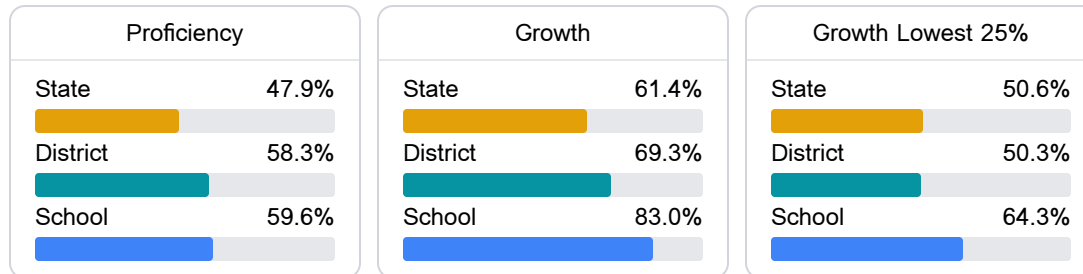 Proficiency
State 47.9%
District 58.3%
School 59.6%
Growth
State 61.4%
District 69.3%
School 83.0%
Growth Lowest 25%
State 50.6%
District 50.3%
School 64.3%